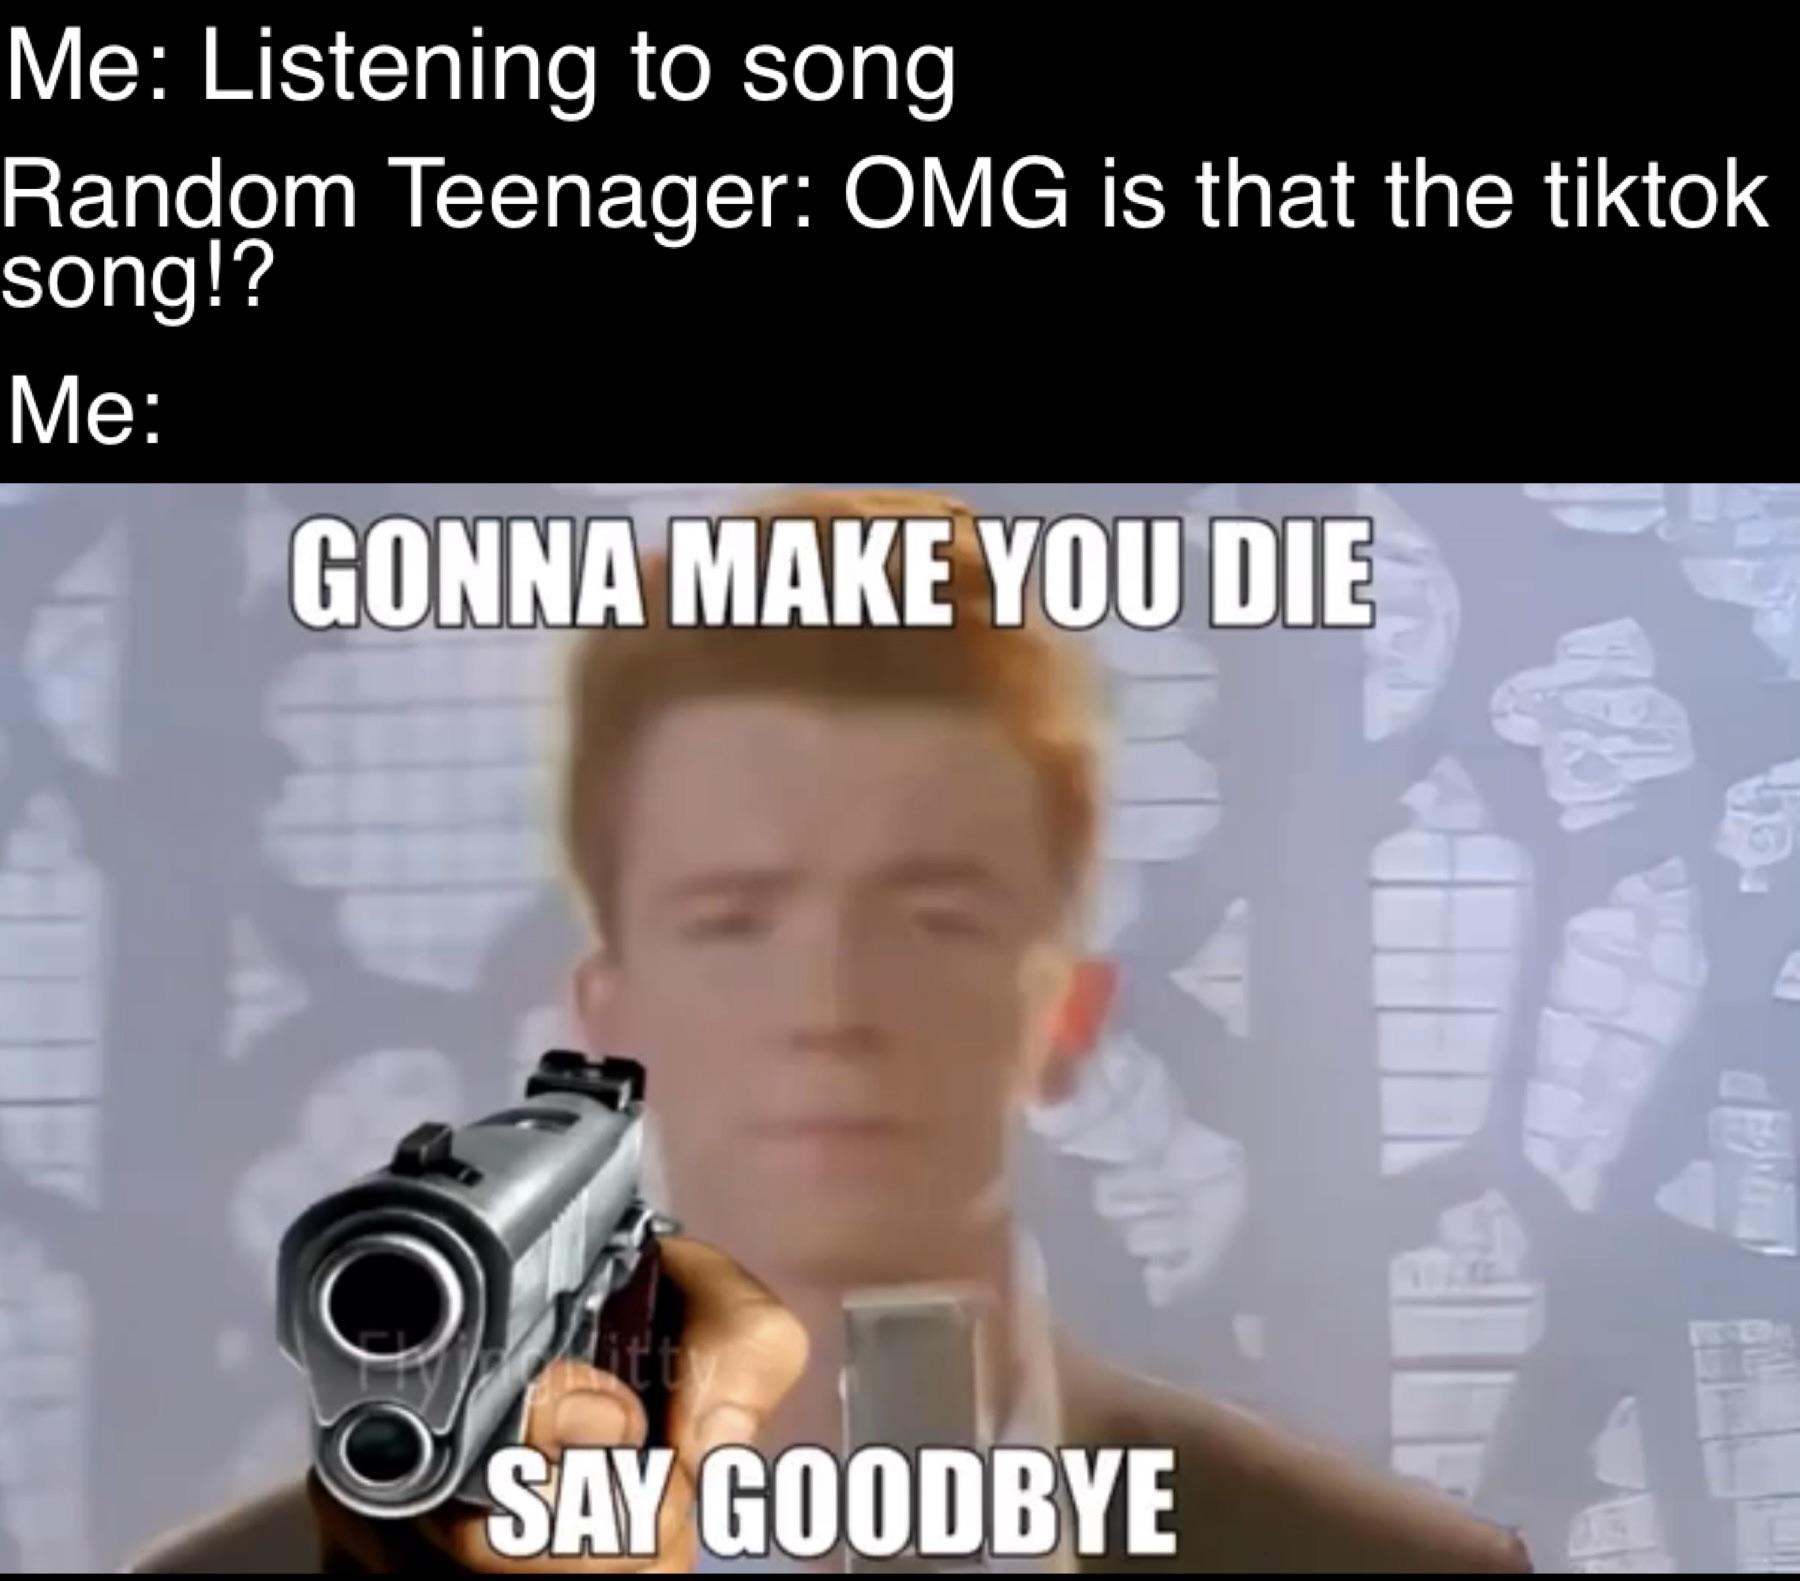 Me: Listening to song
Random Teenager: OMG is that the tiktok
song!?
Me:
GONNA MAKE YOU DIE
FlyingKitty
SAY GOODBYE